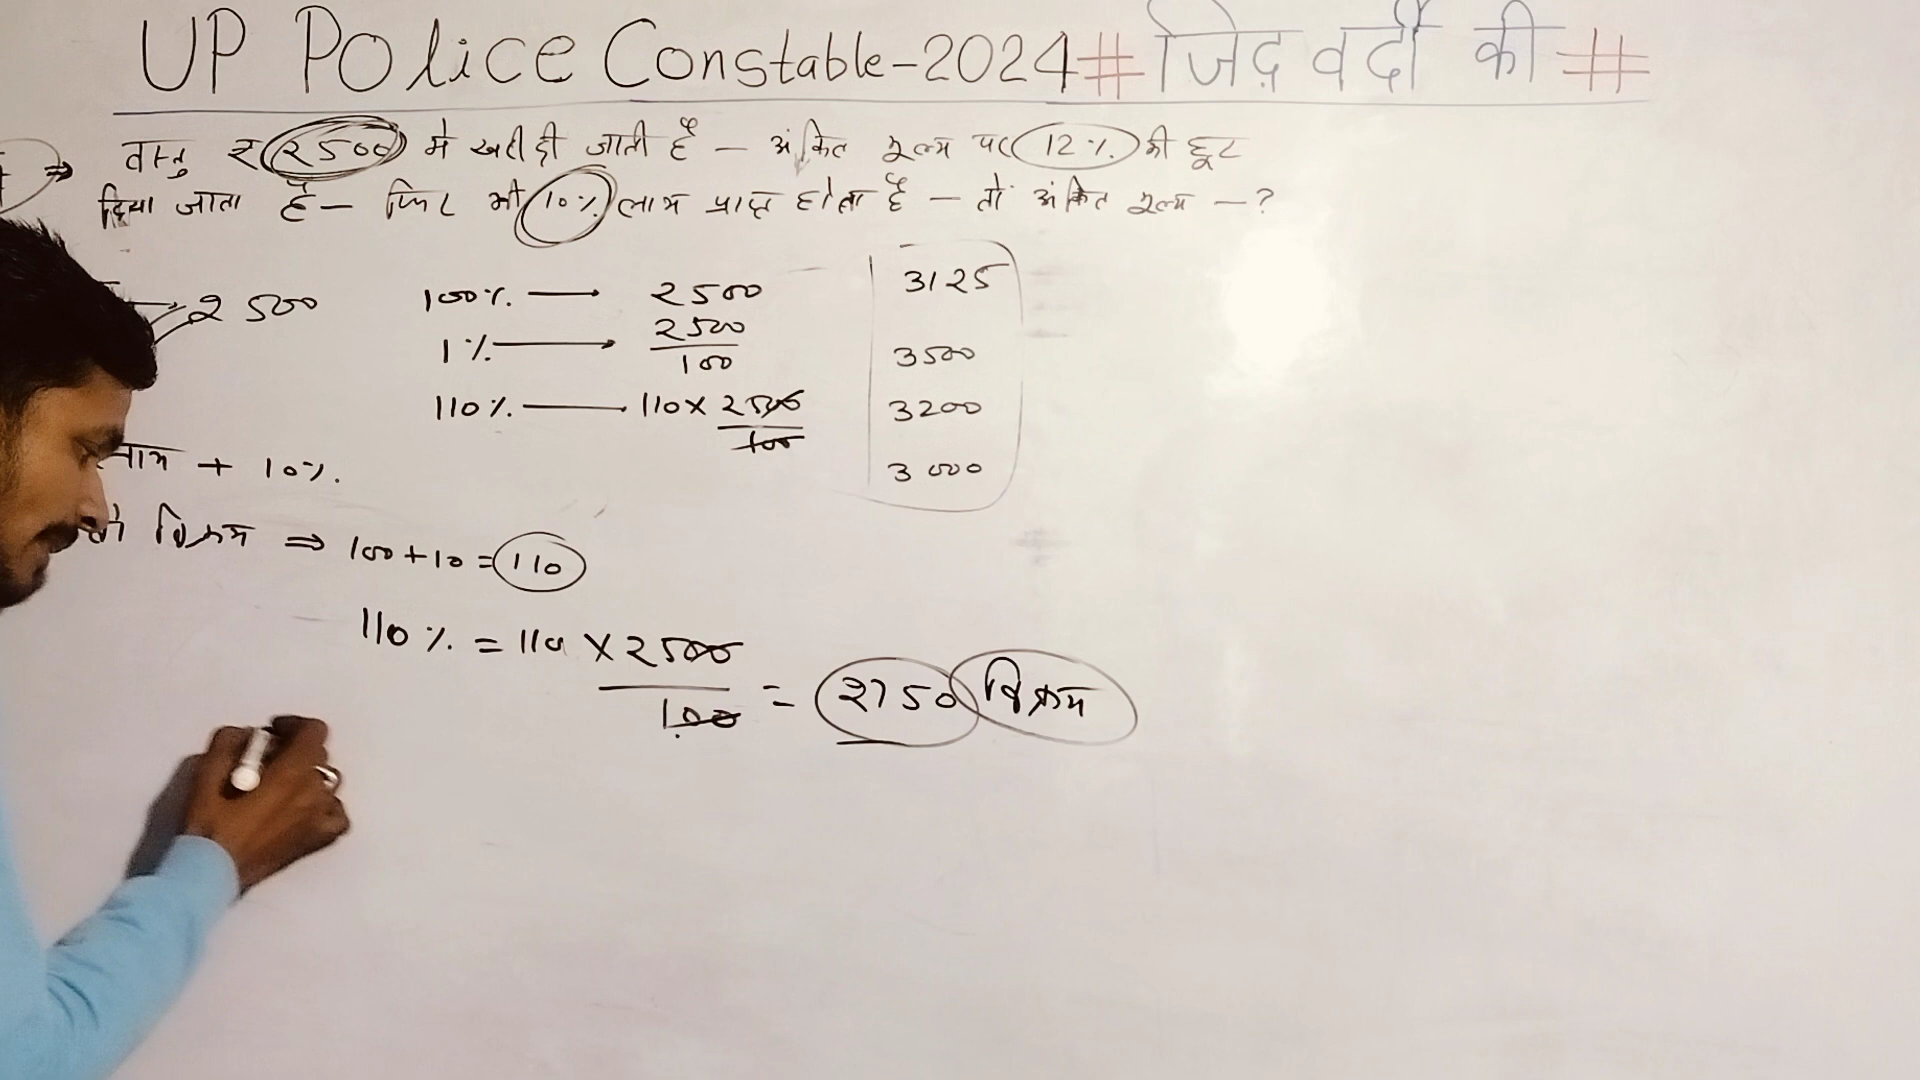 UP Police Constable-2024 # जिद़ वर्दी की #
⇒ वस्तु ₹ 2500 में खरीदी जाती है – अंकित मूल्य पर 12% की छूट
दिया जाता है – फिर भी 10% लाभ प्राप्त होता है – तो अंकित मूल्य –?
2500
100% → 2500
1% → 2500/100
110% — 110 × 2500/100
3125
3500
3200
3000
लाभ + 10%.
विक्रय ⇒ 100+10 = 110
110% = 110 × 2500/100 = 2750 विक्रय